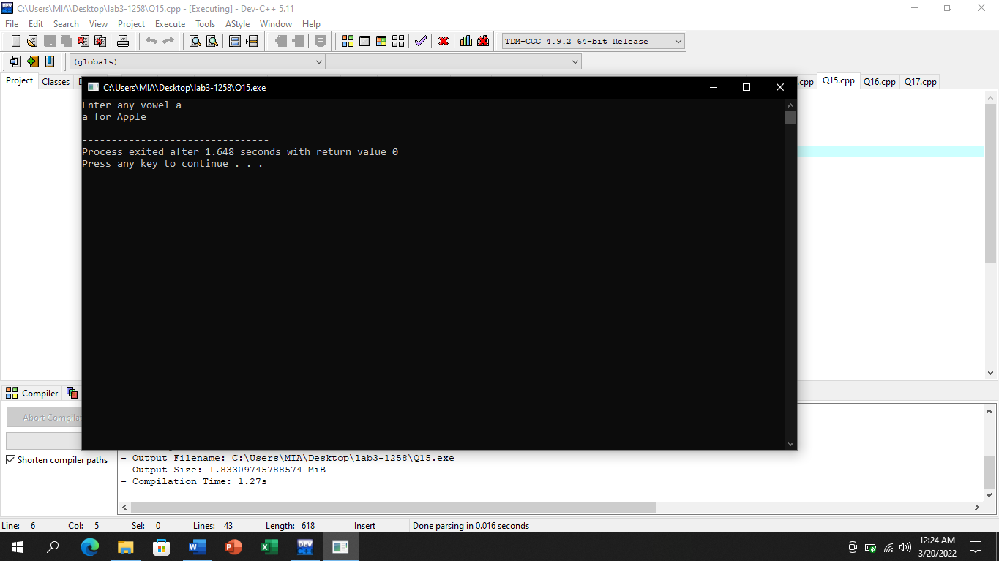 C:\Users\MIA\Desktop\lab3-1258\Q15.cpp - [Executing] - Dev-C++ 5.11
File Edit Search View Project Execute Tools AStyle Window Help
TDM-GCC 4.9.2 64-bit Release
(globals)
Project Classes D .cpp Q15.cpp Q16.cpp Q17.cpp
C:\Users\MIA\Desktop\lab3-1258\Q15.exe
Enter any vowel a
a for Apple
--------------------------------
Process exited after 1.648 seconds with return value 0
Press any key to continue . . .
Compiler
Abort Compilat
Shorten compiler paths
- Output Filename: C:\Users\MIA\Desktop\lab3-1258\Q15.exe
- Output Size: 1.83309745788574 MiB
- Compilation Time: 1.27s
Line: 6 Col: 5 Sel: 0 Lines: 43 Length: 618 Insert Done parsing in 0.016 seconds
12:24 AM
3/20/2022